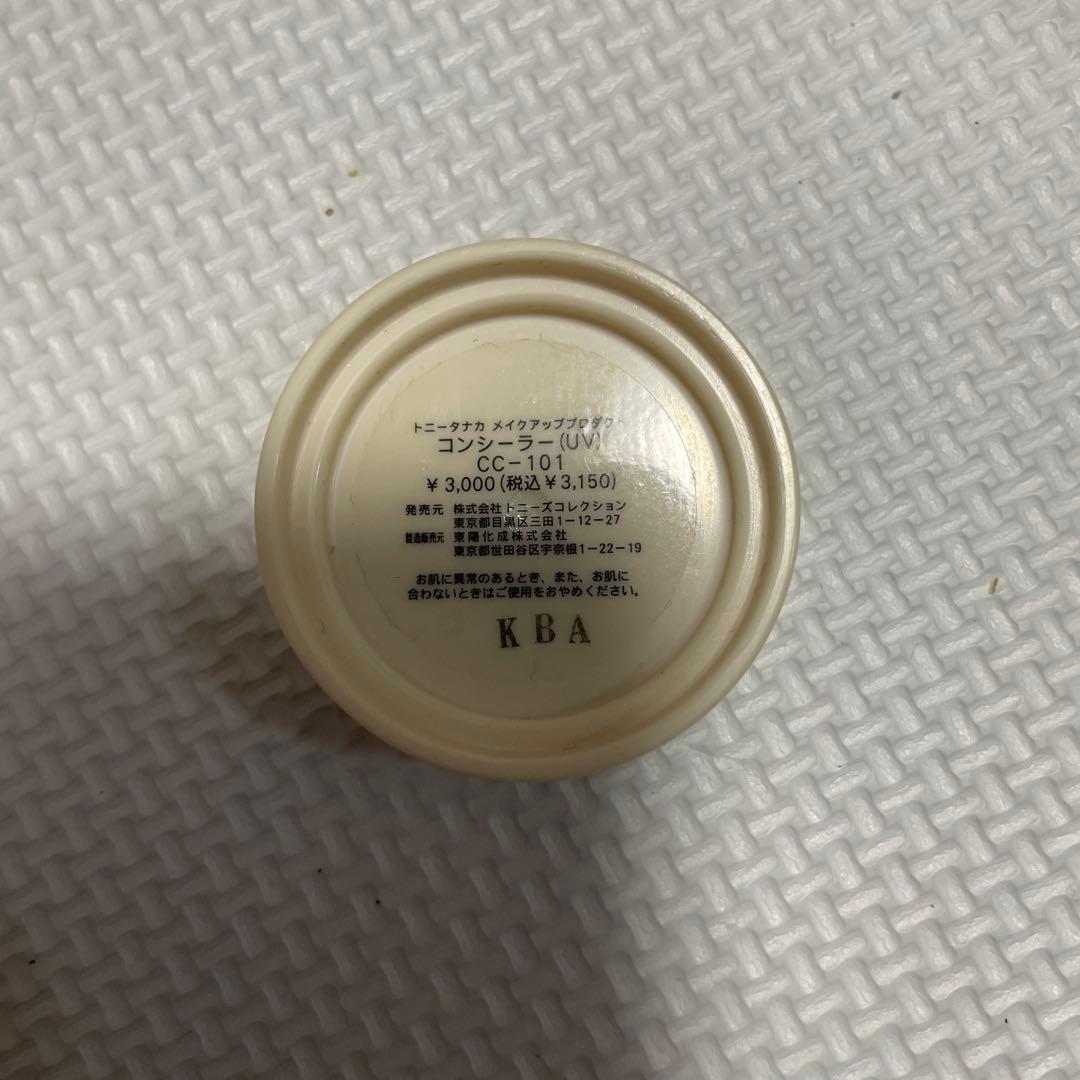 トニータナカ メイクアッププロダクト
コンシーラー(UV)
CC-101
¥3,000(税込¥3,150)
発売元 株式会社トニーズコレクション
東京都目黒区三田1-12-27
製造販売元 東陽化成株式会社
東京都世田谷区宇奈根1-22-19
お肌に異常のあるとき、また、お肌に
合わないときはご使用をおやめください。
KBA